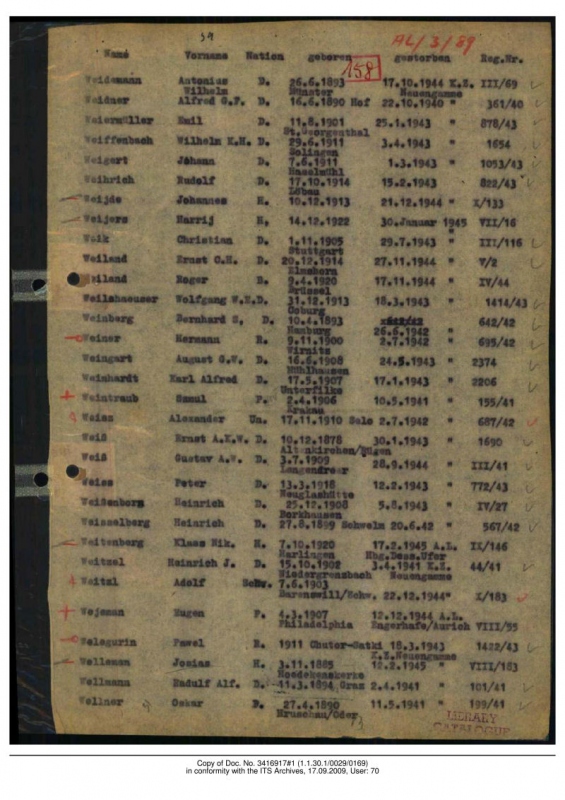 34
AL/3/89
Name Vorname Nation geboren gestorben Reg.Nr.
158
Weidemann Antonius D. 26.6.1893 17.10.1944 K.Z. III/69
Wilhelm Münster Neuengamme
Weidner Alfred G.F. D. 16.6.1890 Hof 22.10.1940 " 361/40
Weiermüller Emil D. 11.8.1901 25.1.1943 " 878/43
St.Georgenthal
Weiffenbach Wilhelm K.H. D. 29.6.1911 3.4.1943 " 1654
Solingen
Weigert Johann D. 7.6.1911 1.3.1943 " 1053/43
Haselmühl
Weihrich Rudolf D. 17.10.1914 15.2.1943 822/43
Löbau
Weijde Johannes H. 10.12.1913 21.12.1944 " X/133
Weijers Harrij H. 14.12.1922 30.Januar 1945 VII/16
"
Christian D. 1.11.1905 29.7.1943 " III/116
Stuttgart
Weiland Ernst C.H. D. 20.12.1914 27.11.1944 " V/2
Elmshorn
Weiland Roger B. 9.4.1920 17.11.1944 " IV/44
Brüssel
Weilnhaeuser Wolfgang W.E.D. 31.12.1913 18.3.1943 " 1414/43
Coburg
Weinberg Bernhard S. D. 10.4.1893 642/42
Hamburg 26.6.1942 "
Weiner Hermann R. 9.11.1900 2.7.1942 " 695/42
Weingart August G.W. D. 16.6.1908 24.5.1943 " 2374
Mühlhausen
Weinhardt Karl Alfred D. 17.5.1907 17.1.1943 " 2206
Unterfilke
Weintraub Samul P. 2.4.1906 10.5.1941 " 155/41
Krakau
Weiss Alexander Un. 17.11.1910 2.7.1942 " 687/42
Weiß Ernst A.K.W. D. 10.12.1878 30.1.1943 " 1690
Altenkirchen/Rügen
Weiß Gustav A.W. D. 3.7.1909 28.9.1944 " III/41
Langendreer
Weiss Peter D. 13.3.1918 12.2.1943 " 772/43
Neuglashütte
Weißenborn Heinrich D. 25.12.1908 5.8.1943 " IV/27
Borkhausen
Weisselberg Heinrich D. 27.8.1899 Schwelm 20.6.42 " 567/42
Weitenberg Klaas Nik. H. 7.10.1920 17.2.1945 A.L. IX/146
Harlingen Hbg.Dess.Ufer
Weitzel Heinrich J. D. 15.10.1902 3.4.1941 K.Z. 44/41
Wiedergrensbach Neuengamme
Weitzl Adolf Schw. 7.6.1903
Barenswill/Schw. 22.12.1944 " X/183
Wejeman Eugen P. 4.3.1907 12.12.1944 A.L.
Philadelphia Engerhafe/Aurich VIII/55
Welegurin Pawel R. 1911 Chutor-Satki 18.3.1943 1422/43
K.Z.Neuengamme
Welleman Josias H. 3.11.1885 12.2.1945 " VIII/183
Hoedekenskerke
Wellmann Radulf Alf. D. 11.3.1894 Graz 2.4.1941 " 101/41
Wellner Oskar D. 27.4.1890 11.5.1941 " 199/41
Hruschau/Oder
LIBRARY
CATALOGUE
Copy of Doc. No. 3416917#1 (1.1.30.1/0029/0169)
in conformity with the ITS Archives, 17.09.2009, User: 70